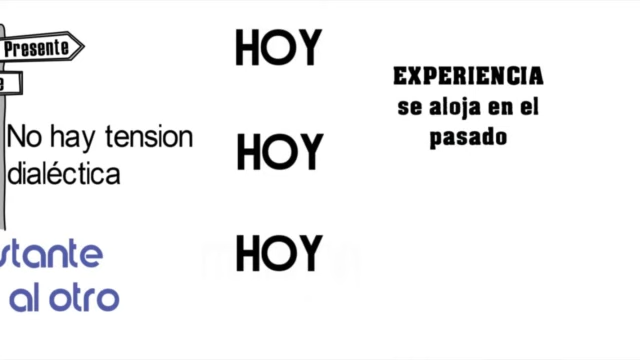 Presente
e
No hay tension
dialéctica
stante
al otro
HOY
HOY
HOY
EXPERIENCIA
se aloja en el
pasado